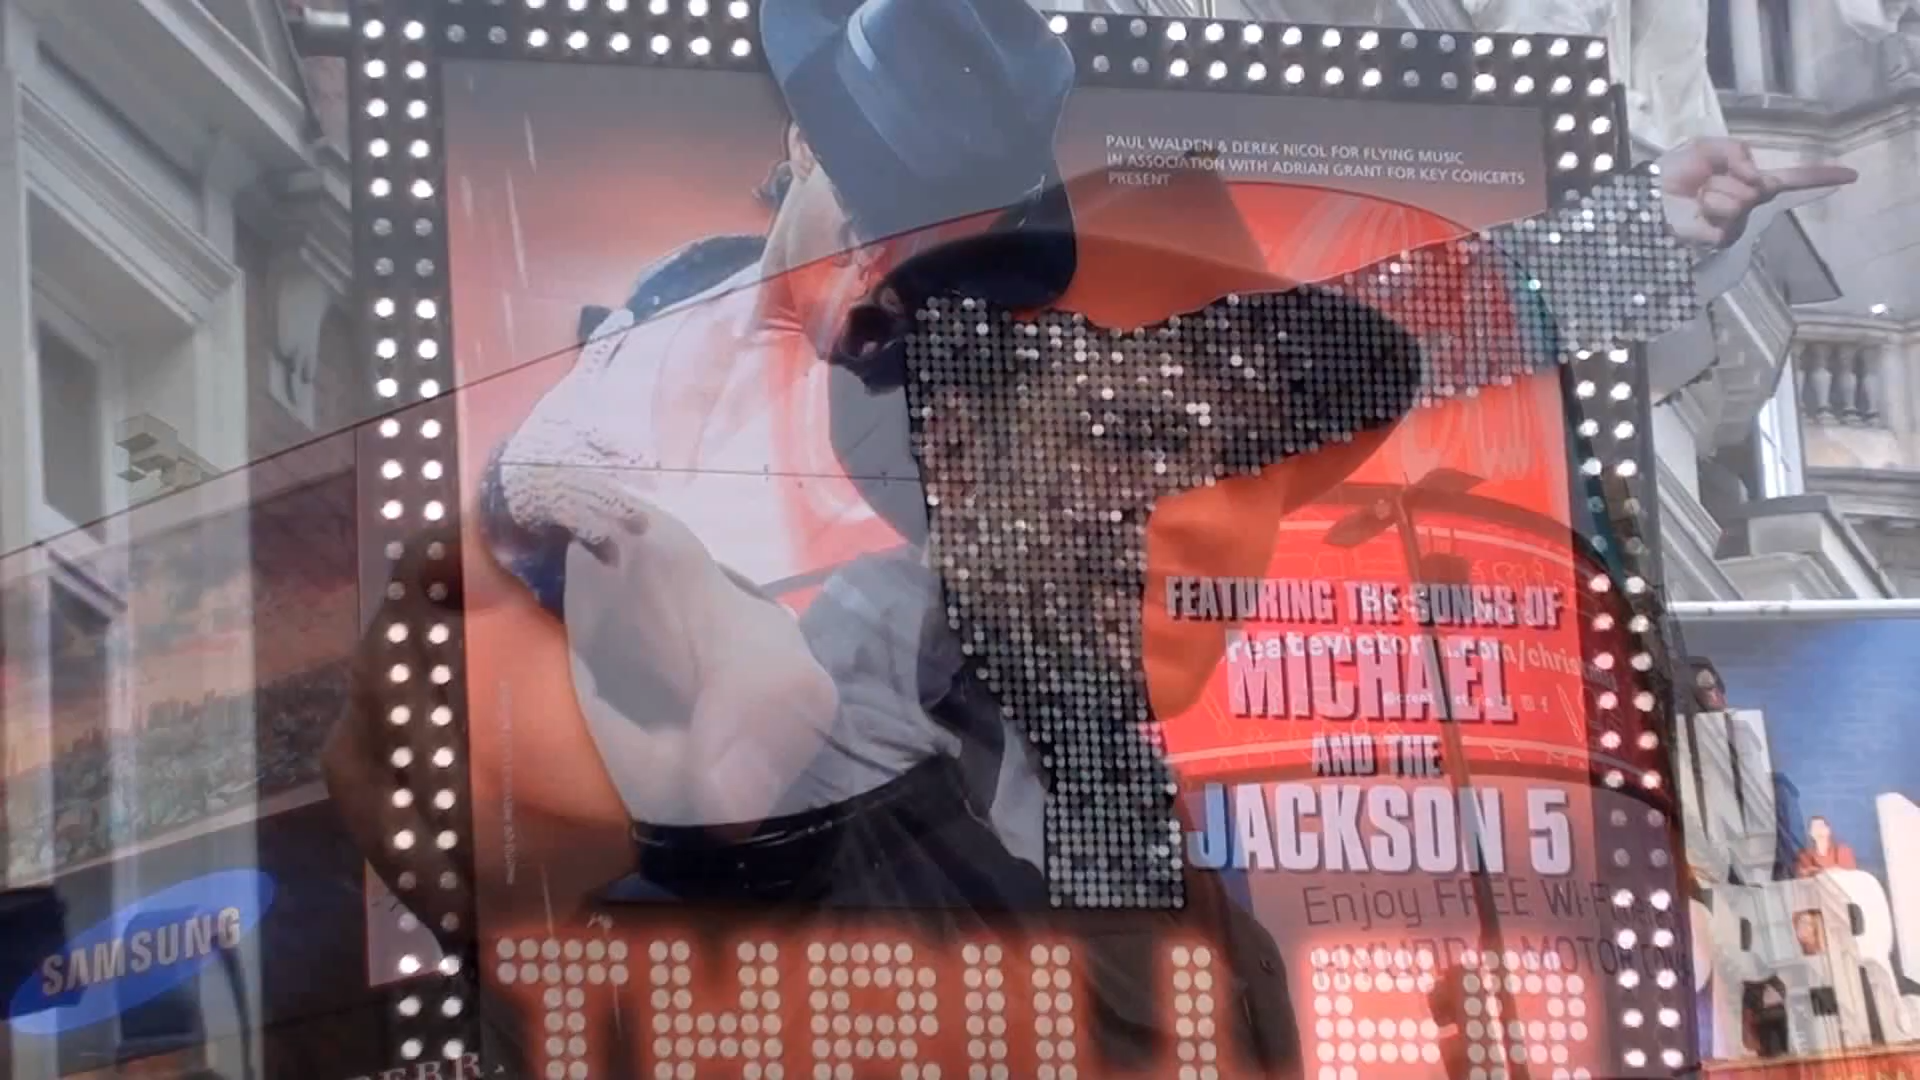 PAUL WALDEN & DEREK NICOL FOR FLYING MUSIC
IN ASSOCIATION WITH ADRIAN GRANT FOR KEY CONCERTS
PRESENT
FEATURING THE SONGS OF
MICHAEL
AND THE
JACKSON 5
Enjoy FREE Wi-Fi
SAMSUNG
THRILLER